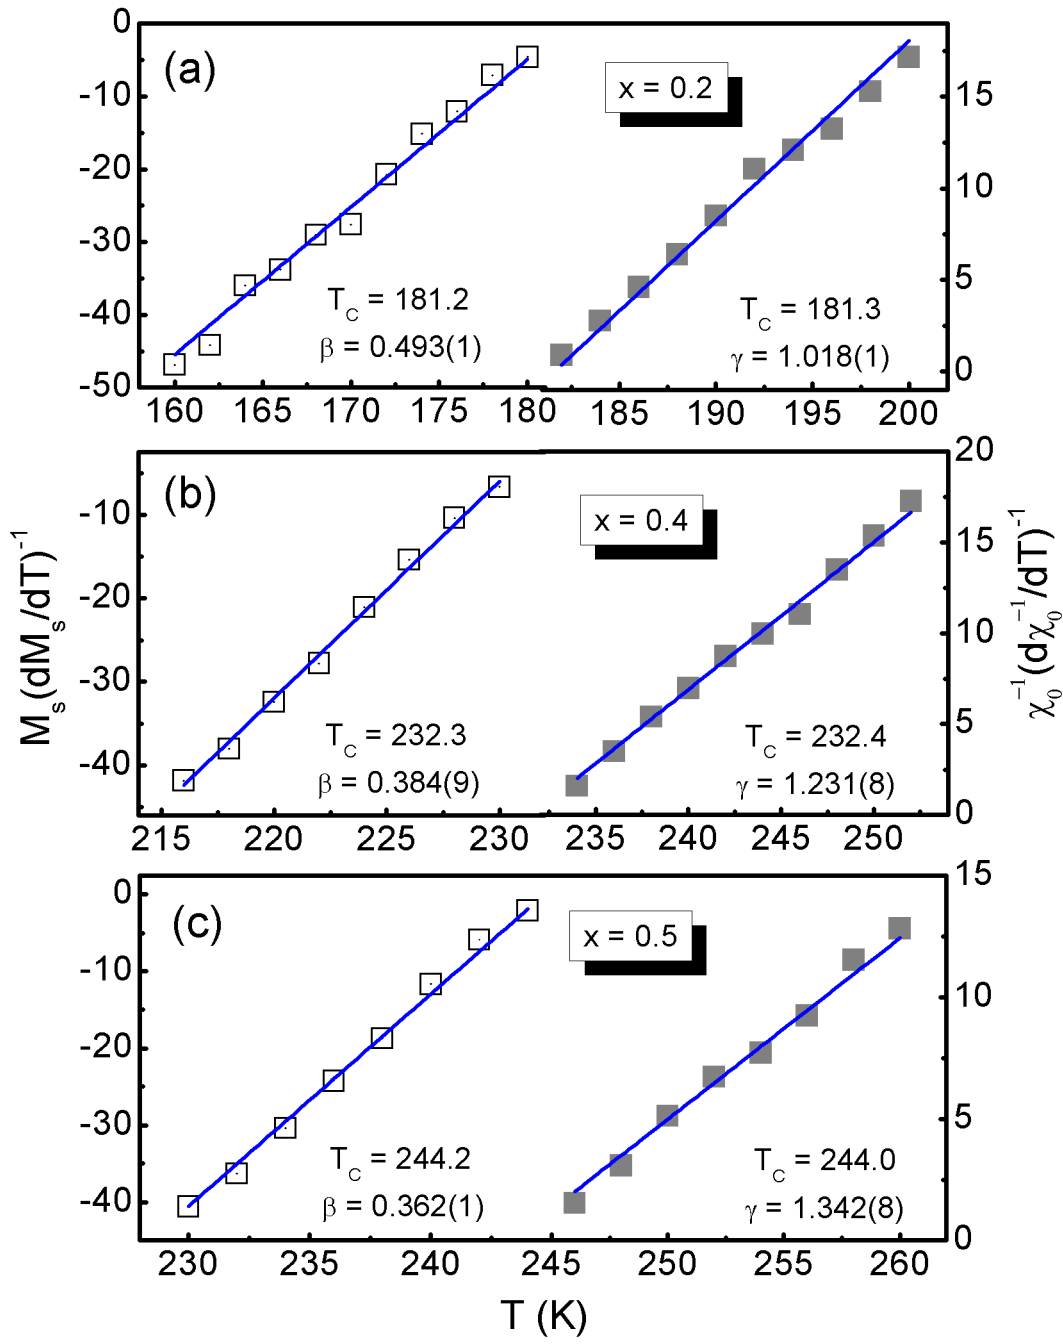 (a)
x = 0.2
0
-10
-20
-30
-40
-50
15
10
5
0
T_C = 181.2
β = 0.493(1)
T_C = 181.3
γ = 1.018(1)
160 165 170 175 180 185 190 195 200
(b)
x = 0.4
-10
-20
-30
-40
20
15
10
5
0
T_C = 232.3
β = 0.384(9)
T_C = 232.4
γ = 1.231(8)
215 220 225 230 235 240 245 250
M_s(dM_s/dT)^-1
χ_0^-1(dχ_0^-1/dT)^-1
(c)
x = 0.5
0
-10
-20
-30
-40
15
10
5
0
T_C = 244.2
β = 0.362(1)
T_C = 244.0
γ = 1.342(8)
230 235 240 245 250 255 260
T (K)